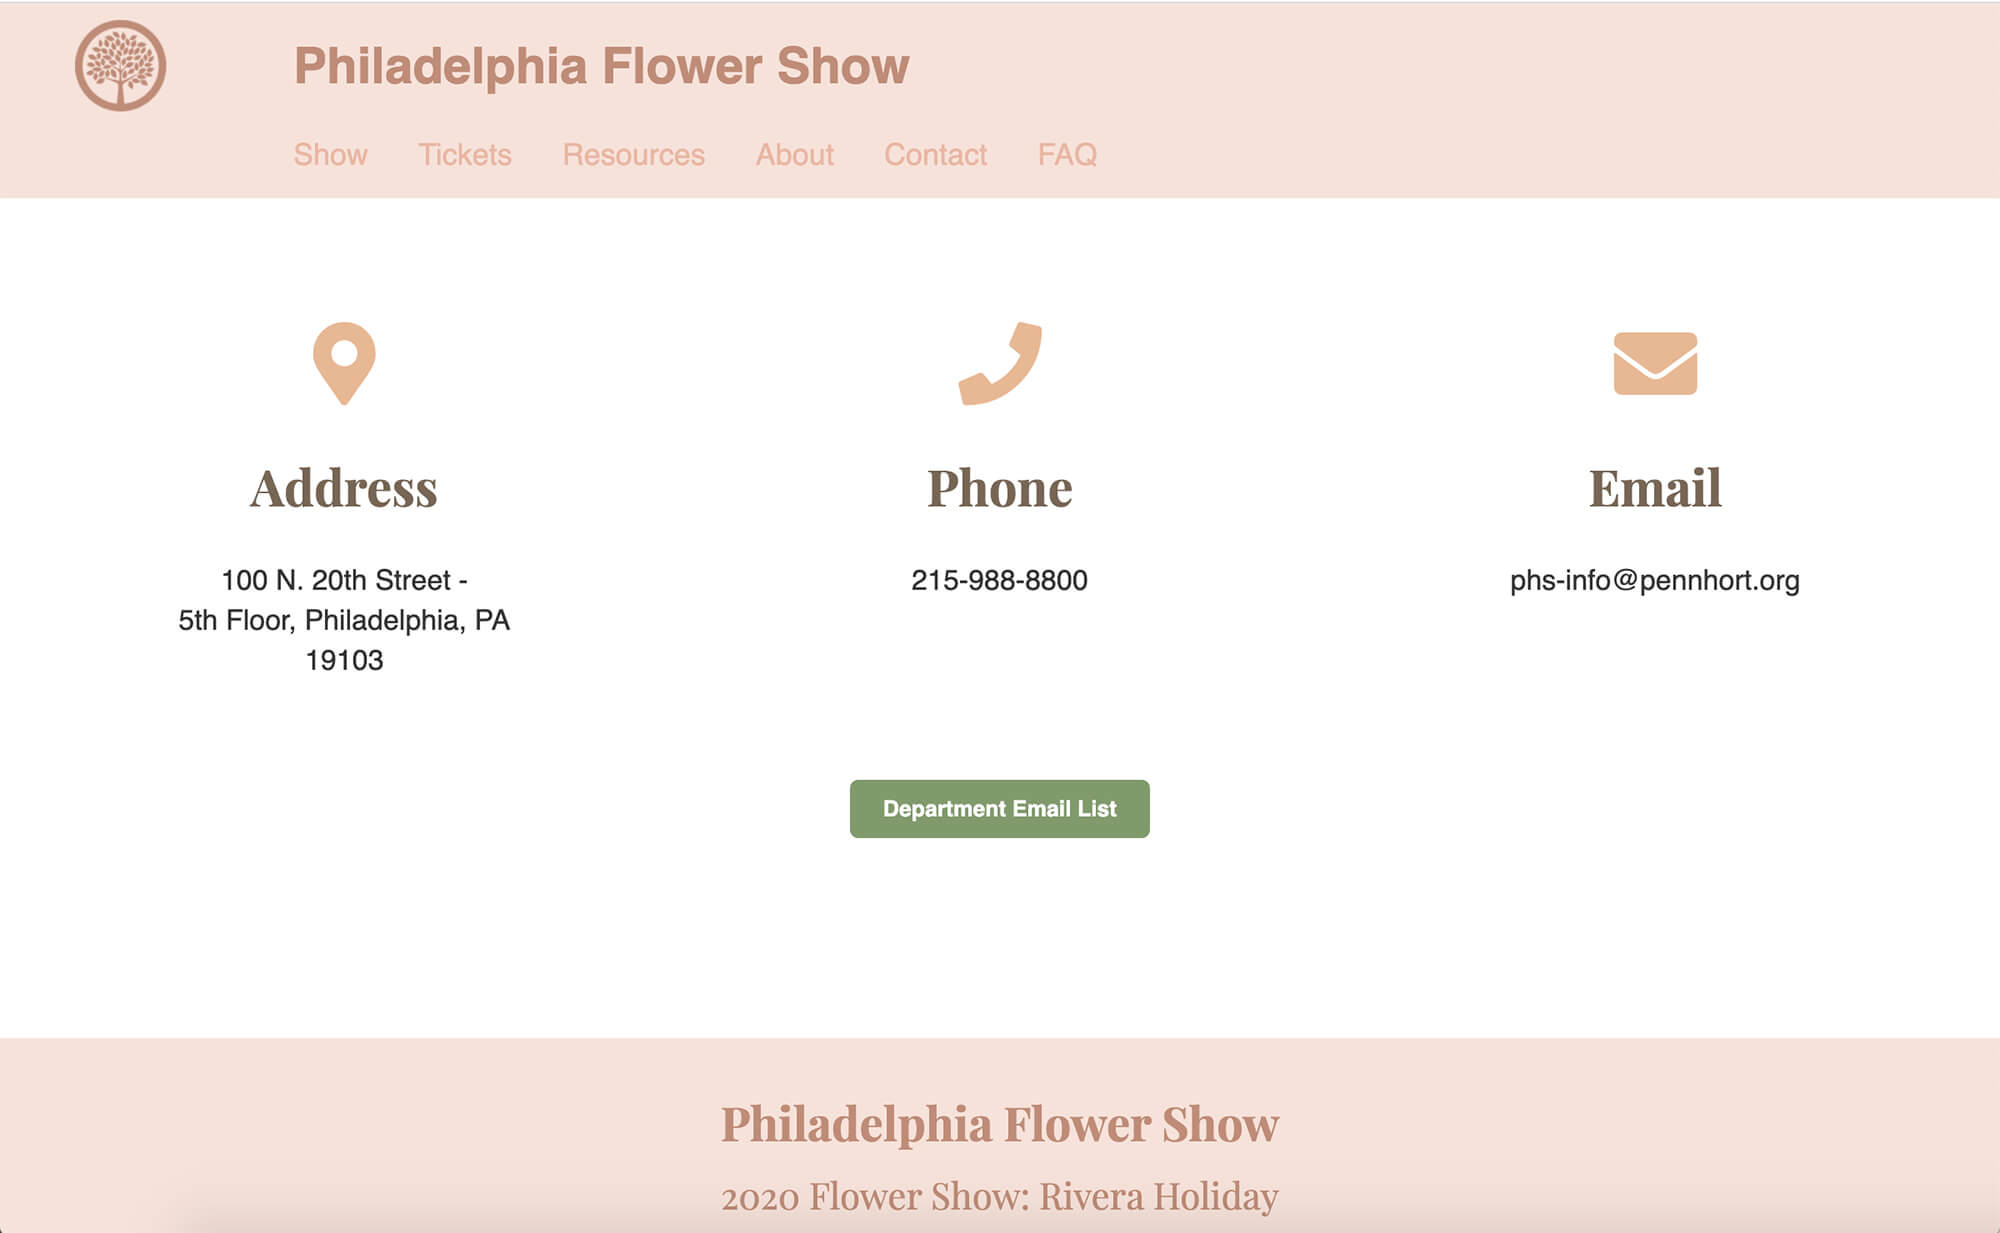 Philadelphia Flower Show
Show Tickets Resources About Contact FAQ
Address
100 N. 20th Street -
5th Floor, Philadelphia, PA
19103
Phone
215-988-8800
Email
phs-info@pennhort.org
Department Email List
Philadelphia Flower Show
2020 Flower Show: Rivera Holiday